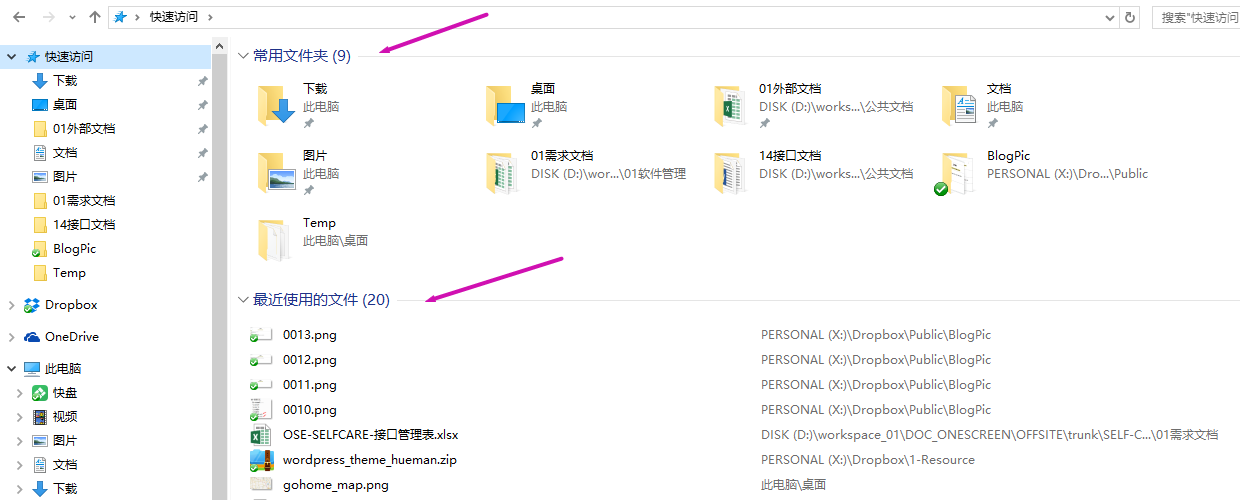 快速访问
搜索"快速访问
快速访问
下载
桌面
01外部文档
文档
图片
01需求文档
14接口文档
BlogPic
Temp
Dropbox
OneDrive
此电脑
快盘
视频
图片
文档
下载
常用文件夹 (9)
下载
此电脑
桌面
此电脑
01外部文档
DISK (D:)\works...\公共文档
文档
此电脑
图片
此电脑
01需求文档
DISK (D:)\wor...\01软件管理
14接口文档
DISK (D:)\works...\公共文档
BlogPic
PERSONAL (X:)\Dro...\Public
Temp
此电脑\桌面
最近使用的文件 (20)
0013.png PERSONAL (X:)\Dropbox\Public\BlogPic
0012.png PERSONAL (X:)\Dropbox\Public\BlogPic
0011.png PERSONAL (X:)\Dropbox\Public\BlogPic
0010.png PERSONAL (X:)\Dropbox\Public\BlogPic
OSE-SELFCARE-接口管理表.xlsx DISK (D:)\workspace_01\DOC_ONESCREEN\OFFSITE\trunk\SELF-C...\01需求文档
wordpress_theme_hueman.zip PERSONAL (X:)\Dropbox\1-Resource
gohome_map.png 此电脑\桌面